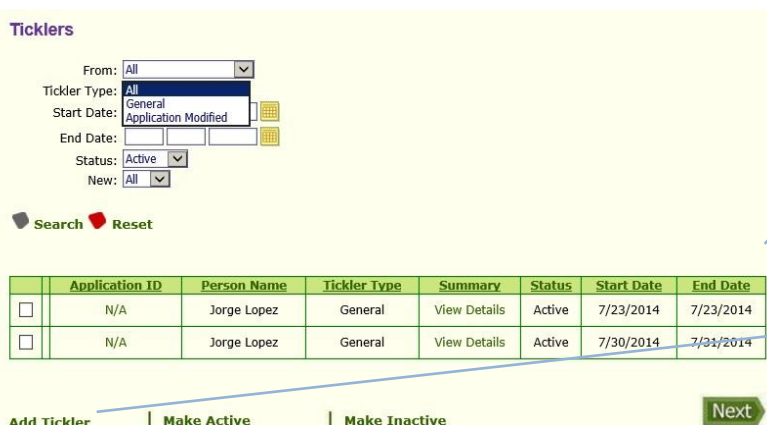 Ticklers
From: All
Tickler Type: All
General
Start Date: Application Modified
End Date:
Status: Active
New: All
Search Reset
Application ID Person Name Tickler Type Summary Status Start Date End Date
N/A Jorge Lopez General View Details Active 7/23/2014 7/23/2014
N/A Jorge Lopez General View Details Active 7/30/2014 7/31/2014
Next
Add Tickler | Make Active | Make Inactive